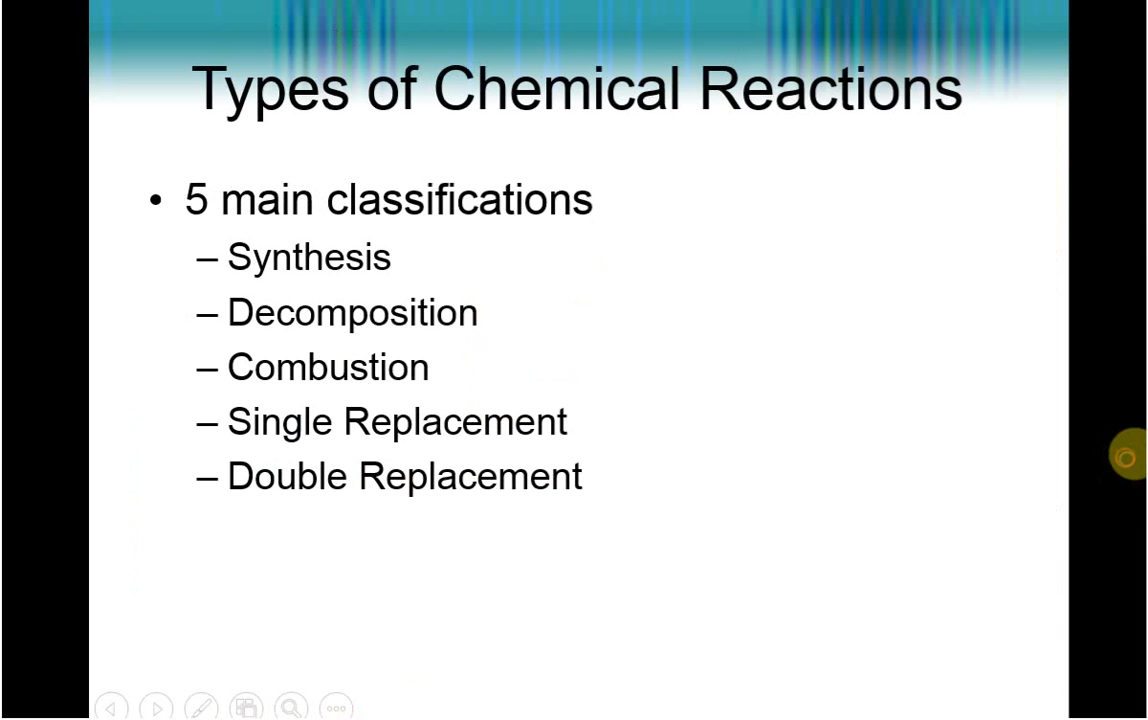 Types of Chemical Reactions
• 5 main classifications
– Synthesis
– Decomposition
– Combustion
– Single Replacement
– Double Replacement